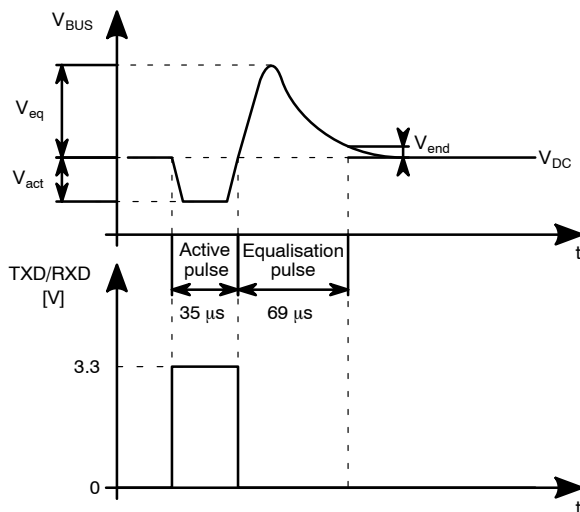 V_BUS
V_eq
V_end
V_DC
V_act
t
Active pulse
Equalisation pulse
TXD/RXD
[V]
35 μs
69 μs
3.3
0
t